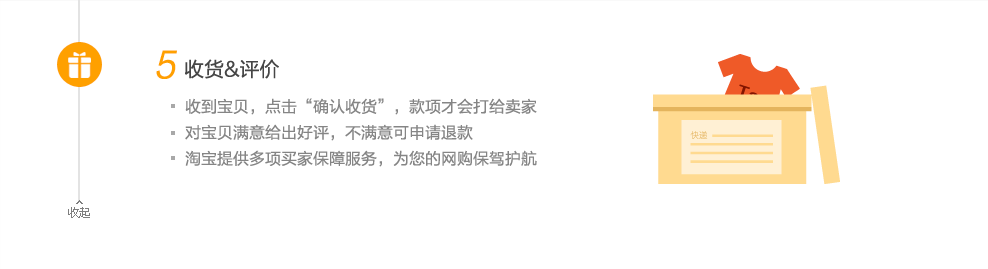 5 收货&评价
收到宝贝，点击“确认收货”，款项才会打给卖家
对宝贝满意给出好评，不满意可申请退款
淘宝提供多项买家保障服务，为您的网购保驾护航
快递
收起